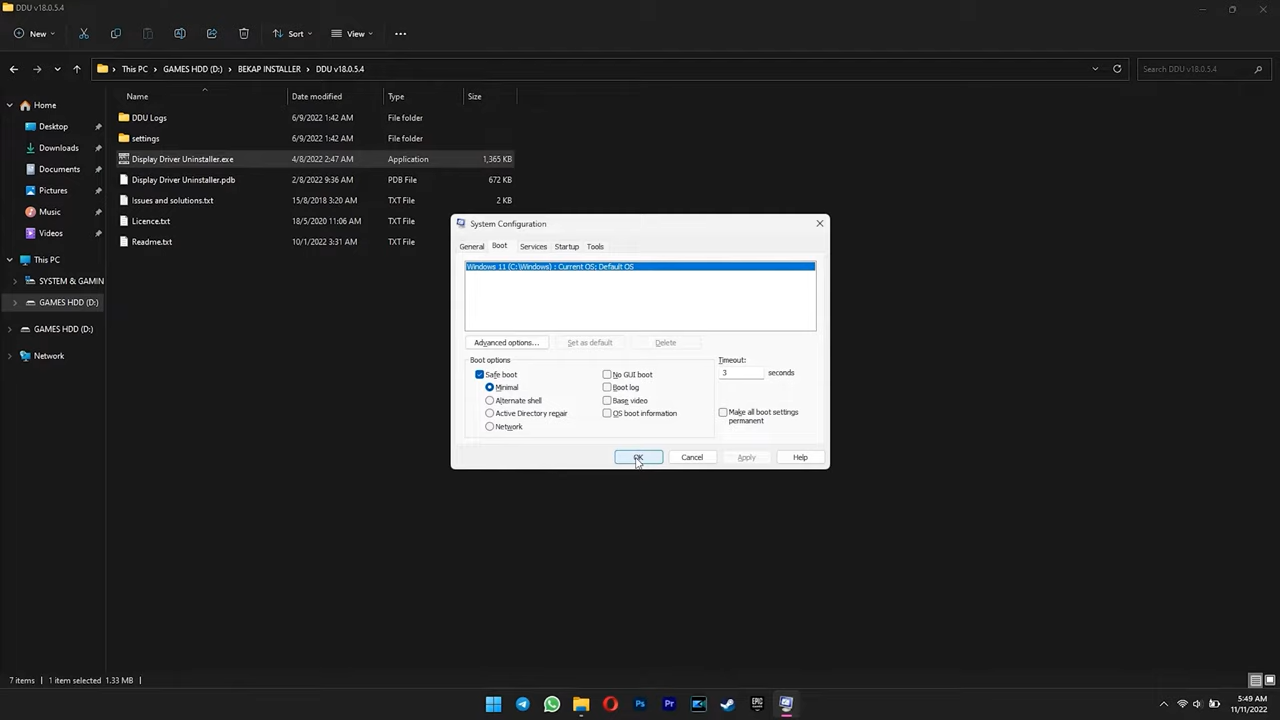 DDU v18.0.5.4
New
Sort
View
This PC
GAMES HDD (D:)
BEKAP INSTALLER
DDU v18.0.5.4
Search DDU v18.0.5.4
Home
Desktop
Downloads
Documents
Pictures
Music
Videos
This PC
SYSTEM & GAMIN
GAMES HDD (D:)
GAMES HDD (D:)
Network
Name Date modified Type Size
DDU Logs 6/9/2022 1:42 AM File folder
settings 6/9/2022 1:42 AM File folder
Display Driver Uninstaller.exe 4/8/2022 2:47 AM Application 1,365 KB
Display Driver Uninstaller.pdb 2/8/2022 9:36 AM PDB File 672 KB
Issues and solutions.txt 15/8/2018 3:20 AM TXT File 2 KB
Licence.txt 18/5/2020 11:06 AM TXT File
Readme.txt 10/1/2022 3:31 AM TXT File
System Configuration
General Boot Services Startup Tools
Windows 11 (C:\Windows) : Current OS; Default OS
Advanced options... Set as default Delete
Boot options
Safe boot
Minimal
Alternate shell
Active Directory repair
Network
No GUI boot
Boot log
Base video
OS boot information
Timeout:
3 seconds
Make all boot settings
permanent
OK Cancel Apply Help
7 items 1 item selected 1.33 MB
Ps
Pr
EPIC
5:49 AM
11/11/2022